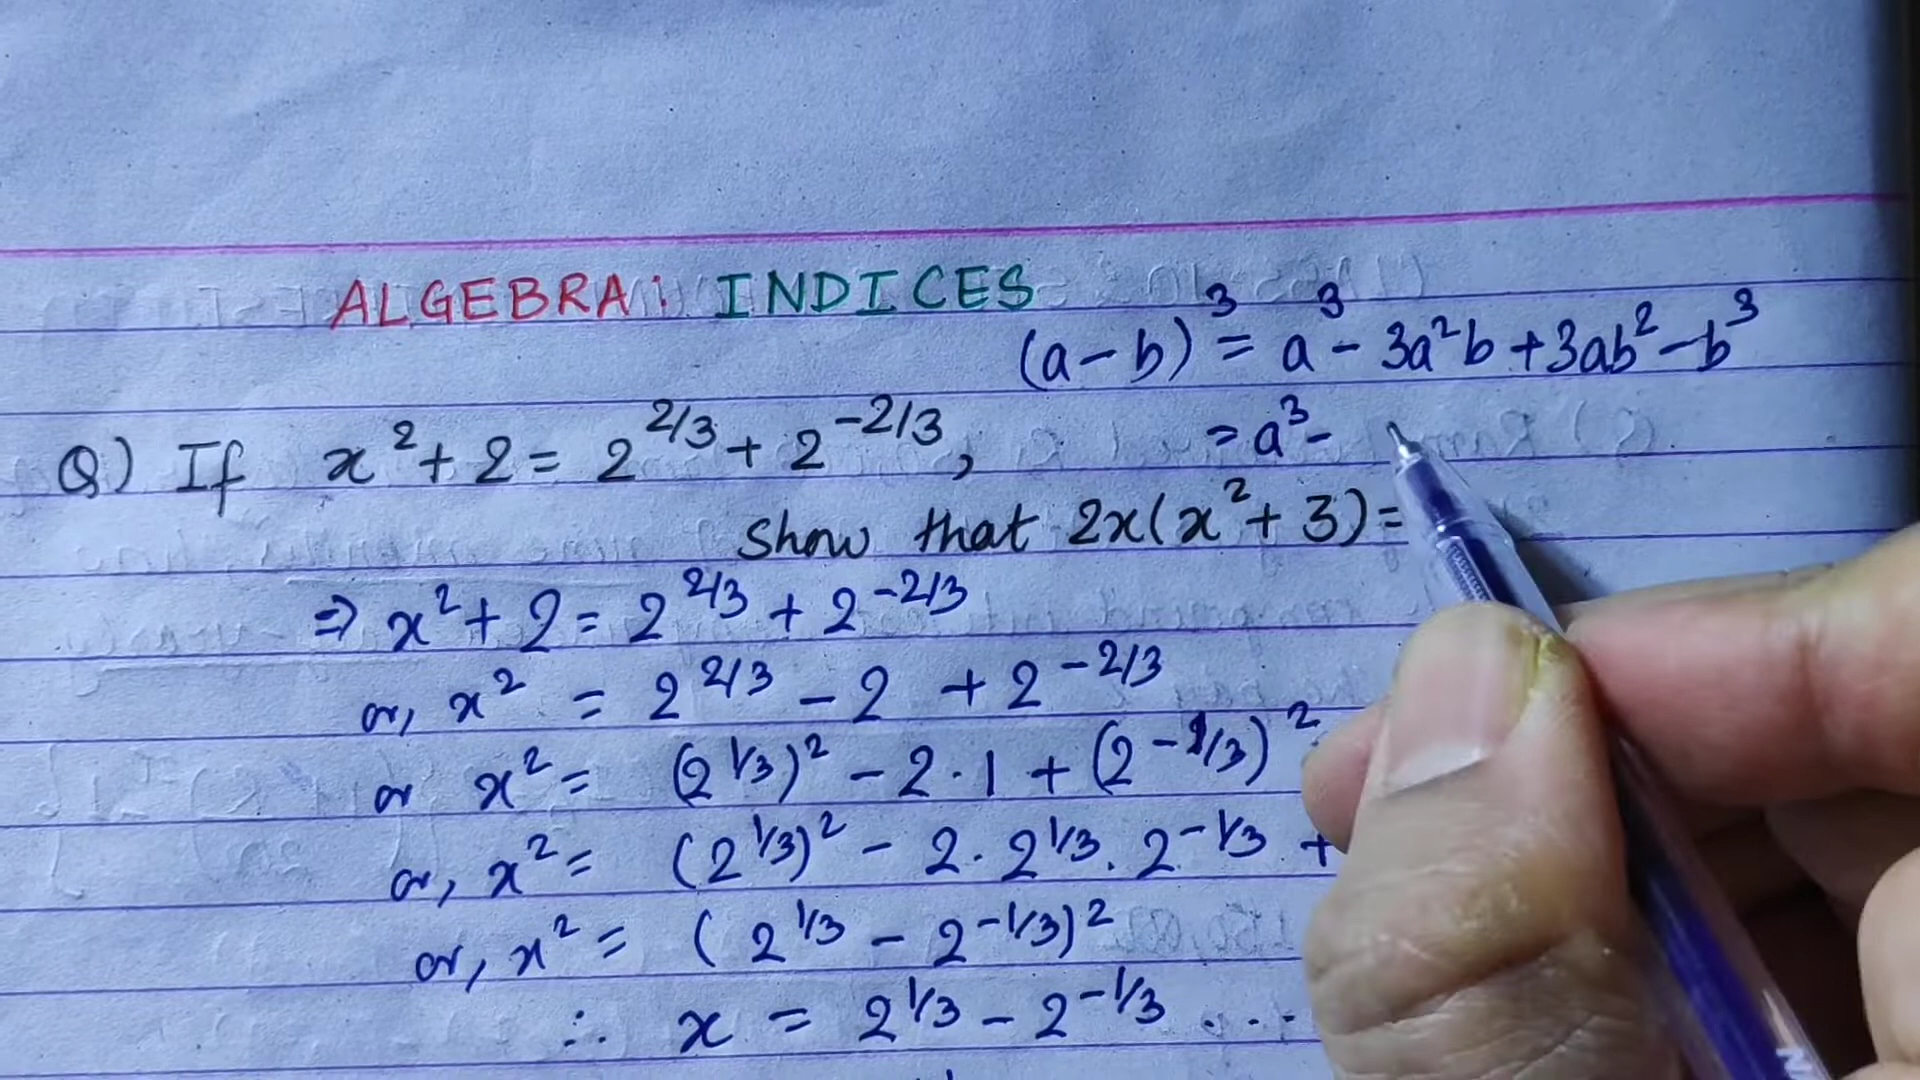 ALGEBRA: INDICES
(a-b)³ = a³ - 3a²b + 3ab² - b³
= a³ -
Q) If x² + 2 = 2^2/3 + 2^-2/3,
Show that 2x(x² + 3) =
⇒ x² + 2 = 2^2/3 + 2^-2/3
or, x² = 2^2/3 - 2 + 2^-2/3
or x² = (2^1/3)² - 2·1 + (2^-1/3)²
or, x² = (2^1/3)² - 2·2^1/3·2^-1/3 +
or, x² = (2^1/3 - 2^-1/3)²
∴ x = 2^1/3 - 2^-1/3 ...